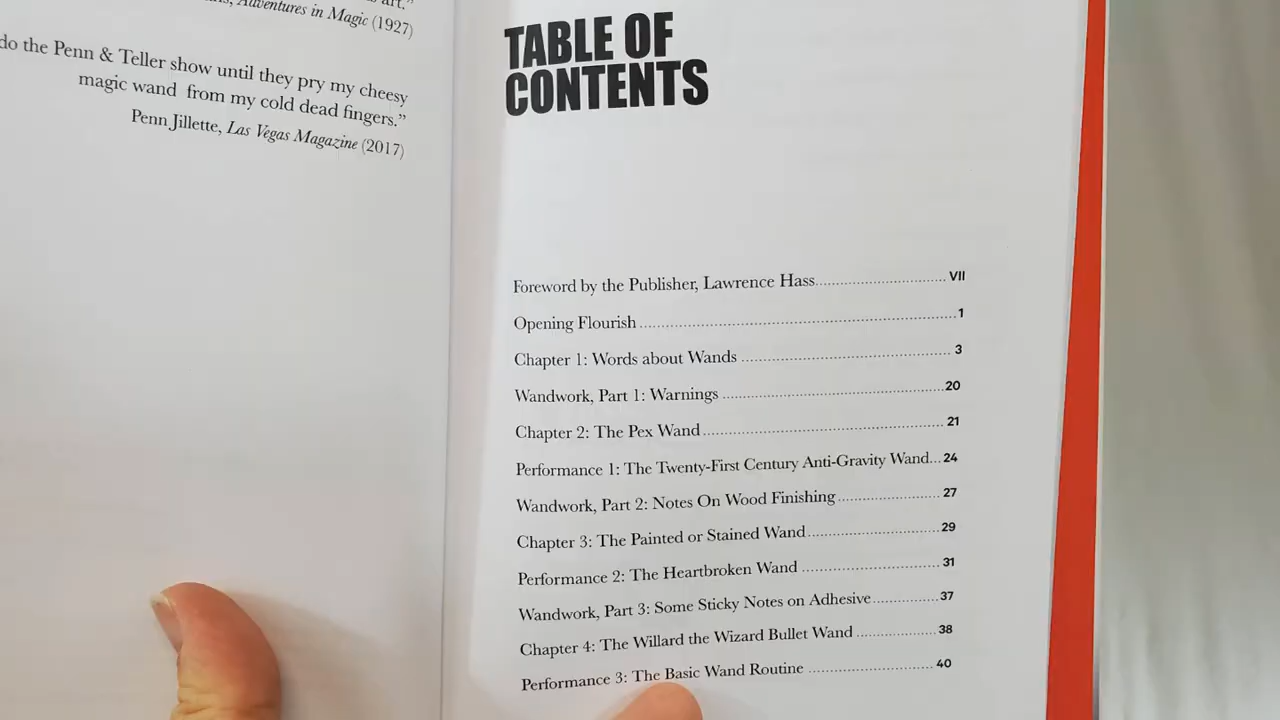 art."
Adventures in Magic (1927)
do the Penn & Teller show until they pry my cheesy
magic wand from my cold dead fingers."
Penn Jillette, Las Vegas Magazine (2017)
TABLE OF
CONTENTS
Foreword by the Publisher, Lawrence Hass................................ VII
Opening Flourish ................................................................................1
Chapter 1: Words about Wands ..................................................... 3
Wandwork, Part 1: Warnings .........................................................20
Chapter 2: The Pex Wand............................................................. 21
Performance 1: The Twenty-First Century Anti-Gravity Wand...24
Wandwork, Part 2: Notes On Wood Finishing..........................27
Chapter 3: The Painted or Stained Wand.................................29
Performance 2: The Heartbroken Wand ...................................31
Wandwork, Part 3: Some Sticky Notes on Adhesive.................37
Chapter 4: The Willard the Wizard Bullet Wand ....................38
Performance 3: The Basic Wand Routine ...............................40